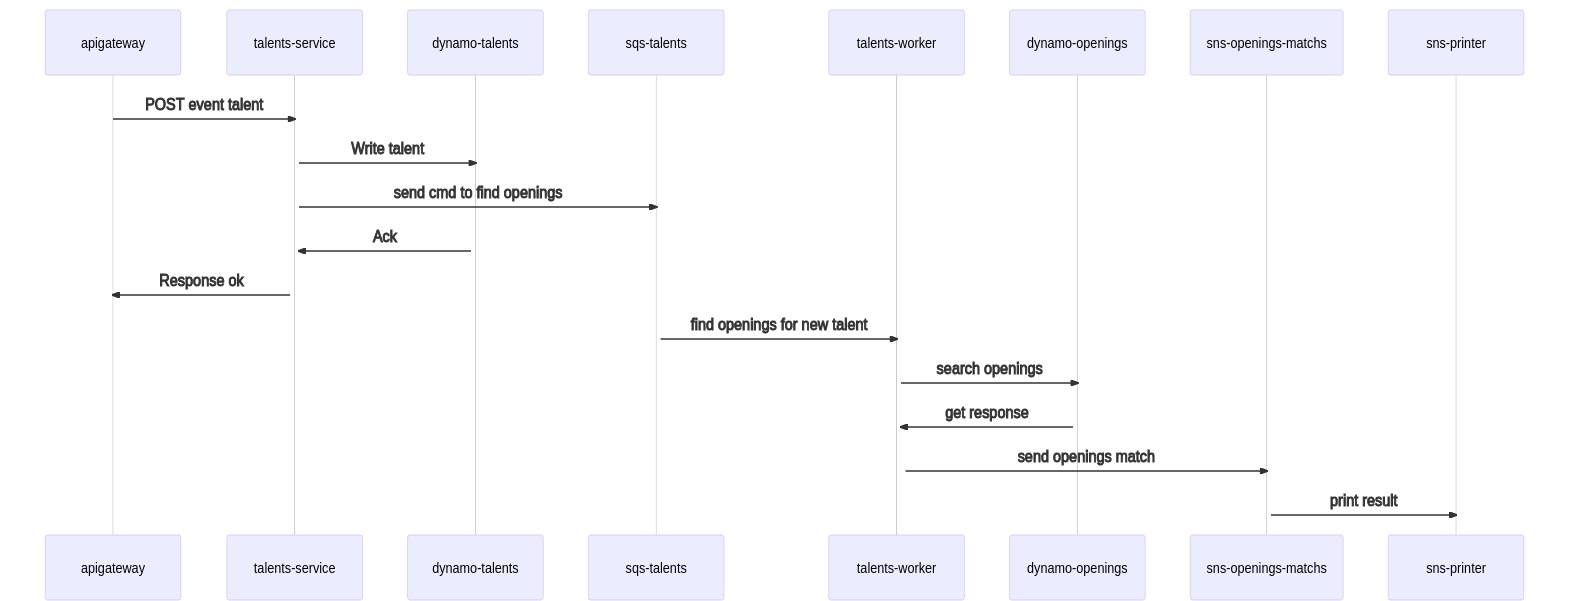 apigateway
talents-service
dynamo-talents
sqs-talents
talents-worker
dynamo-openings
sns-openings-matchs
sns-printer
POST event talent
Write talent
send cmd to find openings
Ack
Response ok
find openings for new talent
search openings
get response
send openings match
print result
apigateway
talents-service
dynamo-talents
sqs-talents
talents-worker
dynamo-openings
sns-openings-matchs
sns-printer